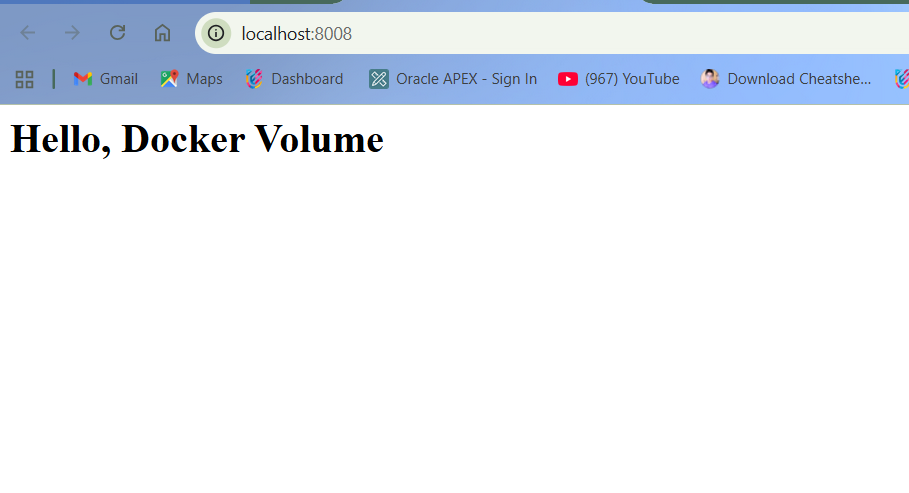 localhost:8008
Gmail Maps Dashboard Oracle APEX - Sign In (967) YouTube Download Cheatshe...
Hello, Docker Volume